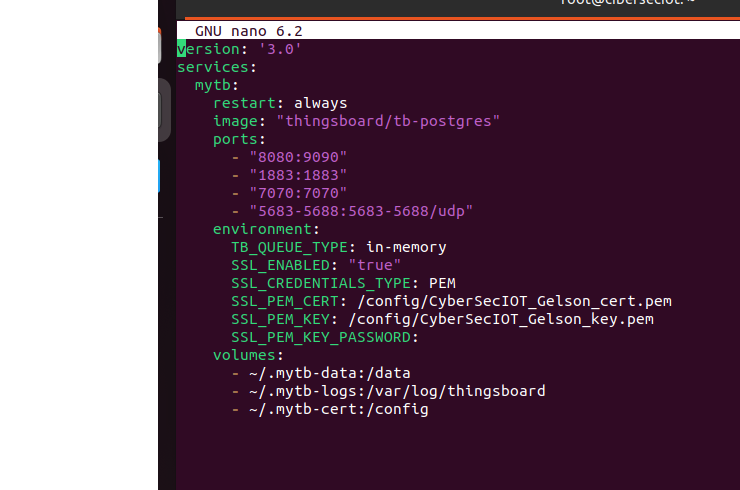 root@ciberseciot: ~
GNU nano 6.2
version: '3.0'
services:
  mytb:
    restart: always
    image: "thingsboard/tb-postgres"
    ports:
      - "8080:9090"
      - "1883:1883"
      - "7070:7070"
      - "5683-5688:5683-5688/udp"
    environment:
      TB_QUEUE_TYPE: in-memory
      SSL_ENABLED: "true"
      SSL_CREDENTIALS_TYPE: PEM
      SSL_PEM_CERT: /config/CyberSecIOT_Gelson_cert.pem
      SSL_PEM_KEY: /config/CyberSecIOT_Gelson_key.pem
      SSL_PEM_KEY_PASSWORD:
    volumes:
      - ~/.mytb-data:/data
      - ~/.mytb-logs:/var/log/thingsboard
      - ~/.mytb-cert:/config